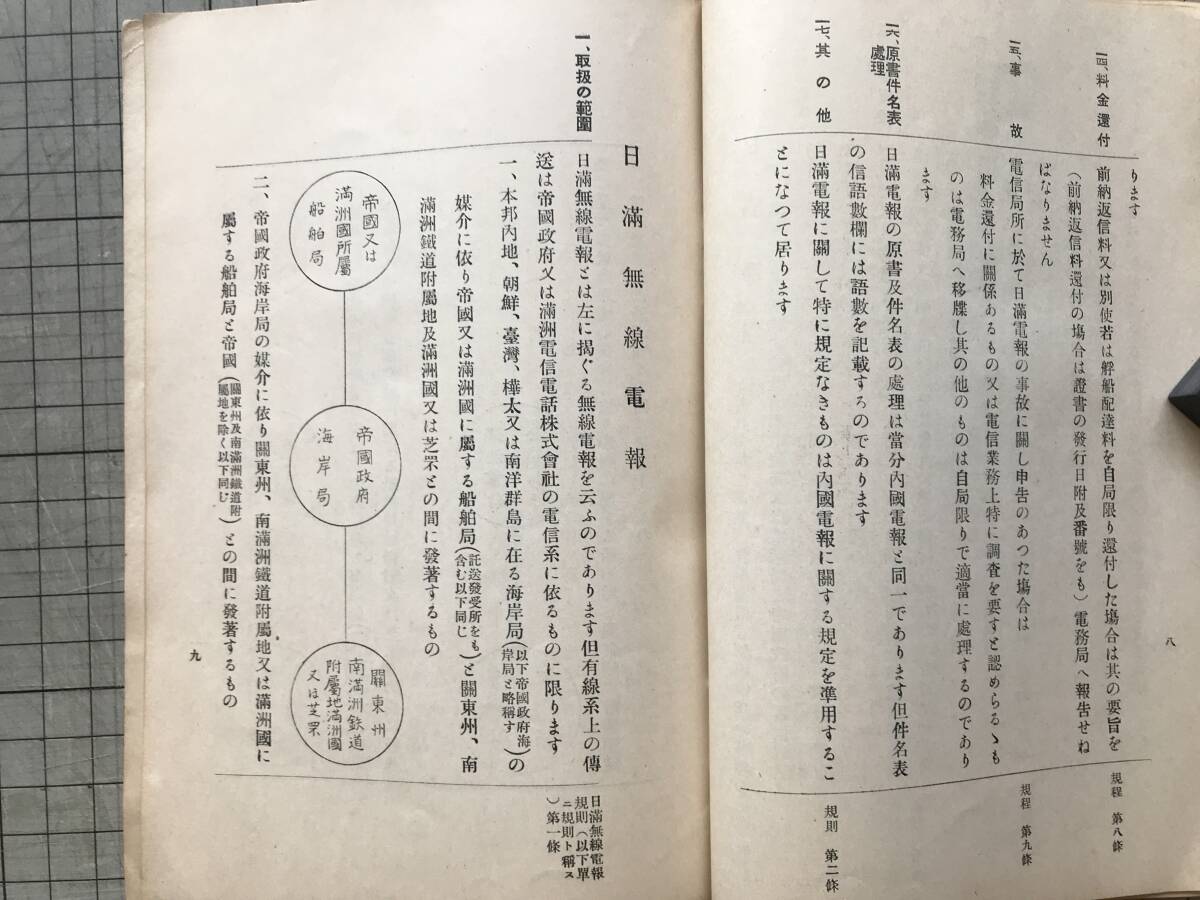 ります
一四、料金還付
前納返信料又は別使若は艀船配達料を自局限り還付した場合は其の要旨を
(前納返信料還付の場合は證書の發行日附及番號をも)電務局へ報告せね
ばなりません
規程 第八條
一五、事故
電信局所に於て日滿電報の事故に關し申告のあつた場合は
料金還付に關係あるもの又は電信業務上特に調査を要すと認めらるゝも
のは電務局へ移牒し其の他のものは自局限りで適當に處理するのであり
ます
規程 第九條
一六、原書件名表
處理
日滿電報の原書及件名表の處理は當分內國電報と同一であります但件名表
の信語數欄には語數を記載するのであります
一七、其の他
日滿電報に關して特に規定なきものは內國電報に關する規定を準用するこ
とになつて居ります
規則 第二條
八
日滿無線電報
一、取扱の範圍
日滿無線電報とは左に揭ぐる無線電報を云ふのであります但有線系上の傳
送は帝國政府又は滿洲電信電話株式會社の電信系に依るものに限ります
日滿無線電報
規則(以下單
ニ規則ト稱ス
)第一條
一、本邦內地、朝鮮、臺灣、樺太又は南洋群島に在る海岸局(以下帝國政府海岸局と略稱す)の
媒介に依り帝國又は滿洲國に屬する船舶局(託送發受所をも含む以下同じ)と關東州、南
滿洲鐵道附屬地及滿洲國又は芝罘との間に發著するもの
帝國又は
滿洲國所屬
船舶局
帝國政府
海岸局
關東州
南滿洲鉄道
附屬地滿洲國
又は芝罘
二、帝國政府海岸局の媒介に依り關東州、南滿洲鐵道附屬地又は滿洲國に
屬する船舶局と帝國(關東州及南滿洲鐵道附屬地を除く以下同じ)との間に發著するもの
九